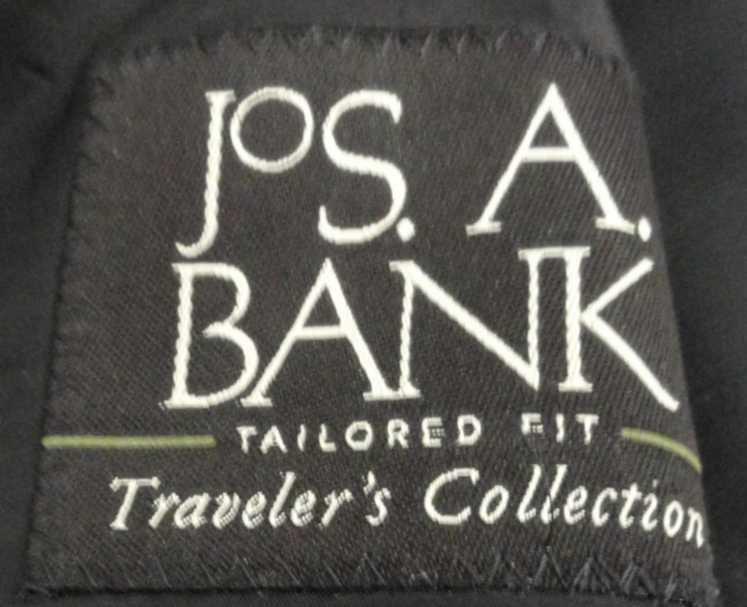 JOS. A.
BANK
TAILORED FIT
Traveler's Collection